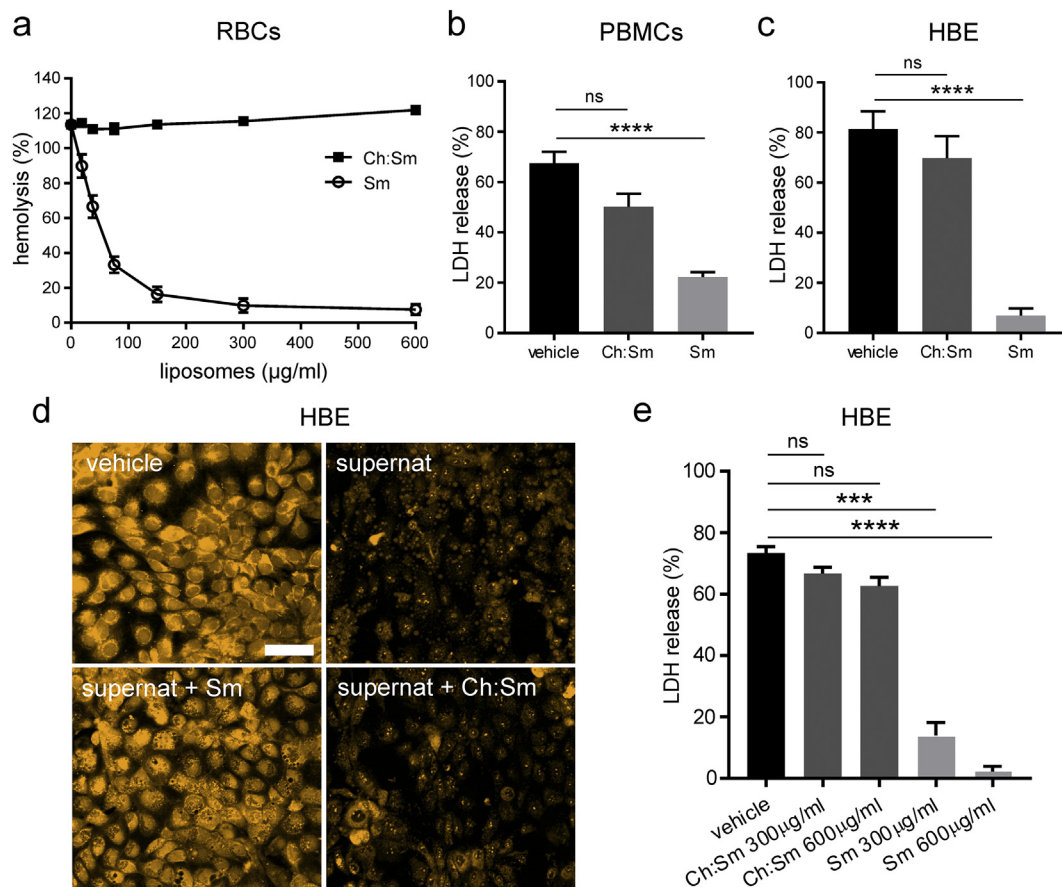 a
RBCs
hemolysis (%)
140
120
100
80
60
40
20
0
0 100 200 300 400 500 600
liposomes (µg/ml)
Ch:Sm
Sm
b
PBMCs
LDH release (%)
100
80
60
40
20
0
ns
****
vehicle Ch:Sm Sm
c
HBE
LDH release (%)
100
80
60
40
20
0
ns
****
vehicle Ch:Sm Sm
d
HBE
vehicle
supernat
supernat + Sm
supernat + Ch:Sm
e
HBE
LDH release (%)
100
80
60
40
20
0
ns
ns
***
****
vehicle
Ch:Sm 300µg/ml
Ch:Sm 600µg/ml
Sm 300µg/ml
Sm 600µg/ml